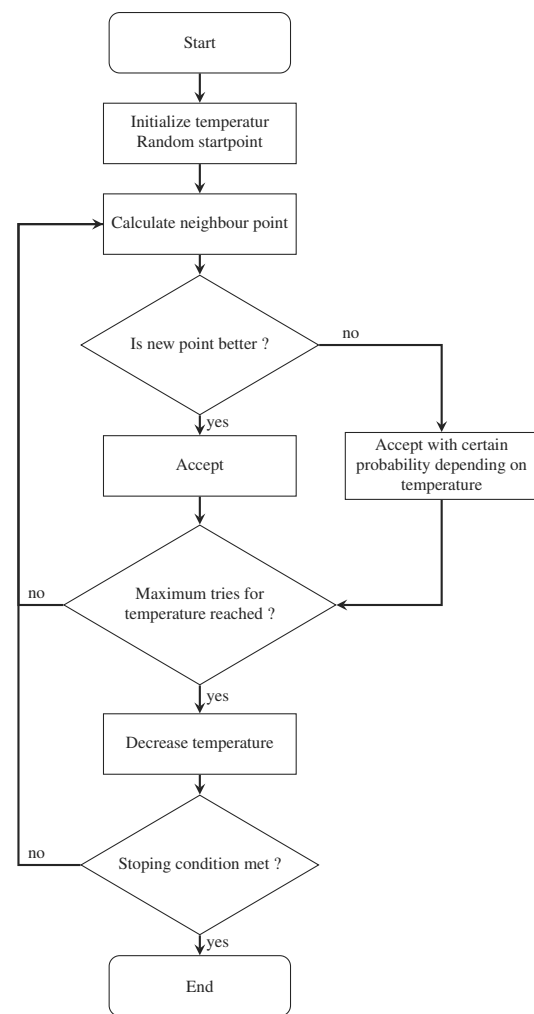 Start
Initialize temperatur
Random startpoint
Calculate neighbour point
Is new point better ?
no
yes
Accept
Accept with certain
probability depending on
temperature
Maximum tries for
temperature reached ?
no
yes
Decrease temperature
Stoping condition met ?
no
yes
End